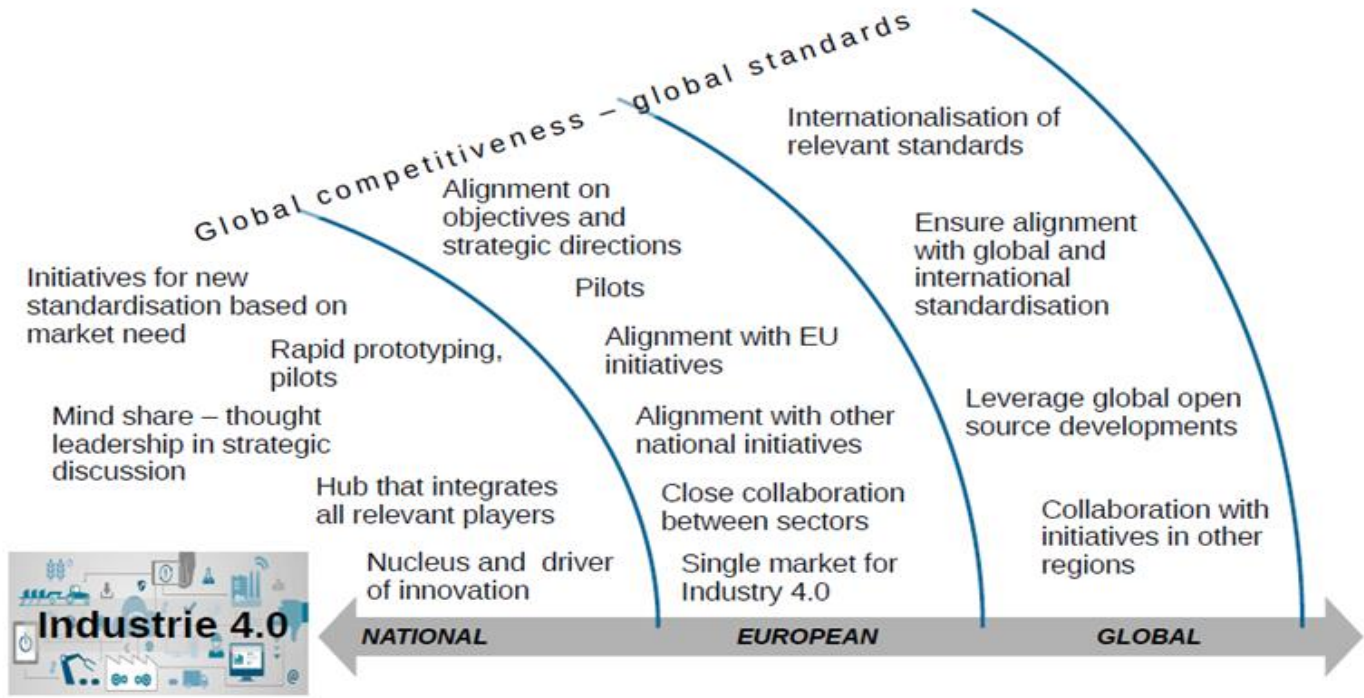 Global competitiveness – global standards
Initiatives for new
standardisation based on
market need
Rapid prototyping,
pilots
Mind share – thought
leadership in strategic
discussion
Hub that integrates
all relevant players
Nucleus and driver
of innovation
Alignment on
objectives and
strategic directions
Pilots
Alignment with EU
initiatives
Alignment with other
national initiatives
Close collaboration
between sectors
Single market for
Industry 4.0
Internationalisation of
relevant standards
Ensure alignment
with global and
international
standardisation
Leverage global open
source developments
Collaboration with
initiatives in other
regions
Industrie 4.0
@
NATIONAL
EUROPEAN
GLOBAL